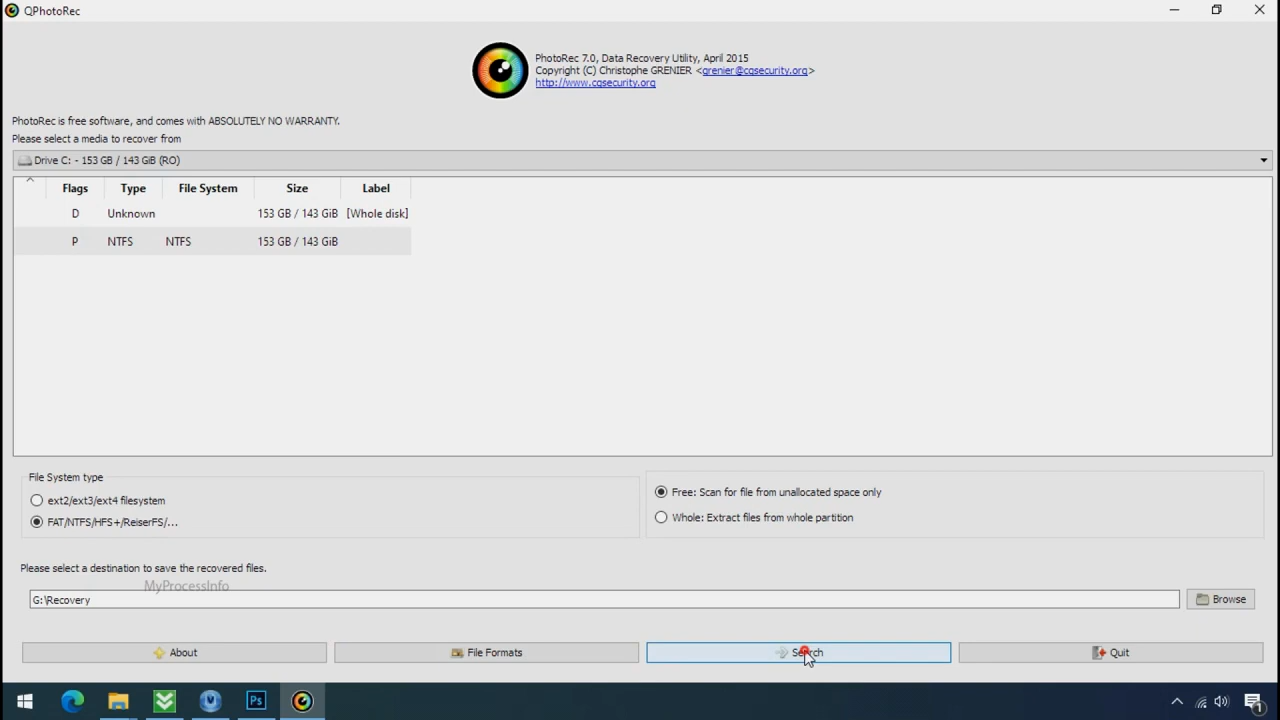 QPhotoRec
PhotoRec 7.0, Data Recovery Utility, April 2015
Copyright (C) Christophe GRENIER <grenier@cgsecurity.org>
http://www.cgsecurity.org
PhotoRec is free software, and comes with ABSOLUTELY NO WARRANTY.
Please select a media to recover from
Drive C: - 153 GB / 143 GiB (RO)
Flags Type File System Size Label
D Unknown 153 GB / 143 GiB [Whole disk]
P NTFS NTFS 153 GB / 143 GiB
File System type
ext2/ext3/ext4 filesystem
FAT/NTFS/HFS+/ReiserFS/...
Free: Scan for file from unallocated space only
Whole: Extract files from whole partition
Please select a destination to save the recovered files.
MyProcessInfo
G:\Recovery
Browse
About File Formats Search Quit
Ps
1